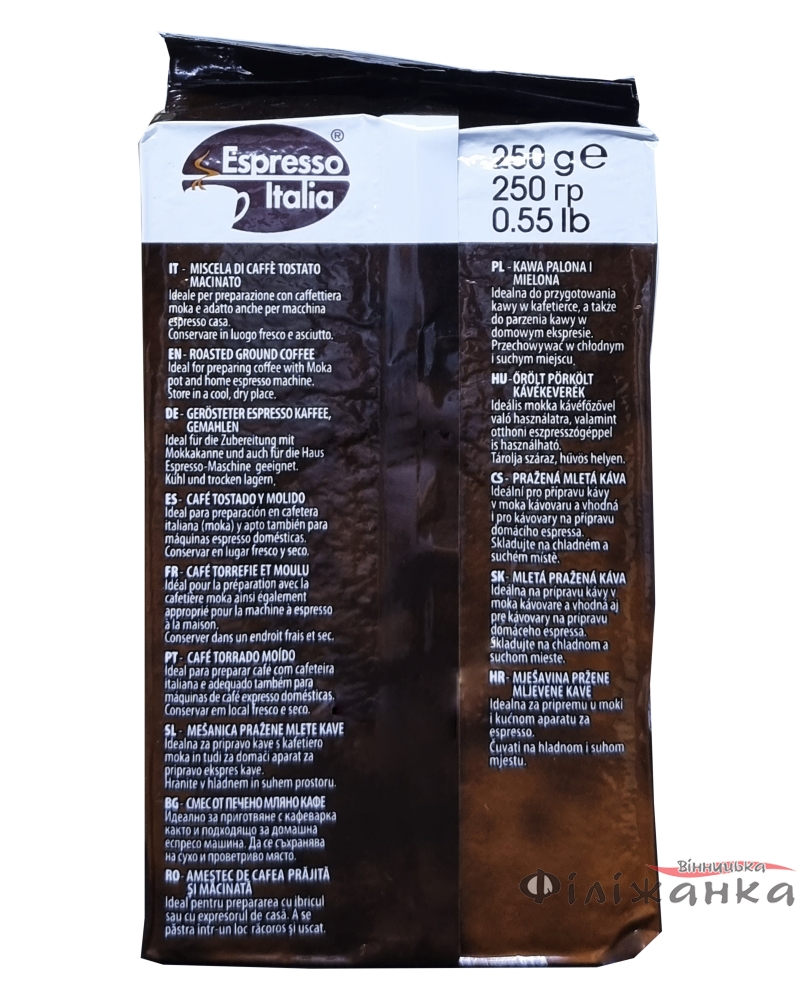 Espresso
Italia
®
250 g e
250 гр
0.55 lb
IT - MISCELA DI CAFFÈ TOSTATO
MACINATO
Ideale per preparazione con caffettiera
moka e adatto anche per macchina
espresso casa.
Conservare in luogo fresco e asciutto.
EN - ROASTED GROUND COFFEE
Ideal for preparing coffee with Moka
pot and home espresso machine.
Store in a cool, dry place.
DE - GERÖSTETER ESPRESSO KAFFEE,
GEMAHLEN
Ideal für die Zubereitung mit
Mokkakanne und auch für die Haus
Espresso-Maschine geeignet.
Kühl und trocken lagern.
ES - CAFÉ TOSTADO Y MOLIDO
Ideal para preparación en cafetera
italiana (moka) y apto también para
máquinas espresso domésticas.
Conservar en lugar fresco y seco.
FR - CAFÉ TORREFIE ET MOULU
Idéal pour la préparation avec la
cafetière moka ainsi également
approprié pour la machine à espresso
à la maison.
Conserver dans un endroit frais et sec.
PT - CAFÉ TORRADO MOÍDO
Ideal para preparar café com cafeteira
italiana e adequado também para
máquinas de café expresso domésticas.
Conservar em local fresco e seco.
SL - MEŠANICA PRAŽENE MLETE KAVE
Idealna za pripravo kave s kafetiero
moka in tudi za domači aparat za
pripravo ekspres kave.
Hranite v hladnem in suhem prostoru.
BG - СМЕС ОТ ПЕЧЕНО МЛЯНО КАФЕ
Идеално за приготвяне с кафеварка
както и подходящо за домашна
еспресо машина. Да се съхранява
на сухо и проветриво място.
RO - AMESTEC DE CAFEA PRĂJITĂ
ȘI MĂCINATĂ
Ideal pentru prepararea cu ibricul
sau cu expresorul de casă. A se
păstra într-un loc răcoros și uscat.
PL - KAWA PALONA I
MIELONA
Idealna do przygotowania
kawy w kafetierce, a także
do parzenia kawy w
domowym ekspresie.
Przechowywać w chłodnym
i suchym miejscu.
HU - ŐRÖLT PÖRKÖLT
KÁVÉKEVERÉK
Ideális mokka kávéfőzővel
való használatra, valamint
otthoni eszpresszógéppel
is használható.
Tárolja száraz, hűvös helyen.
CS - PRAŽENÁ MLETÁ KÁVA
Ideální pro přípravu kávy
v moka kávovaru a vhodná
i pro kávovary na přípravu
domácího espressa.
Skladujte na chladném a
suchém místě.
SK - MLETÁ PRAŽENÁ KÁVA
Ideálna na pripravu kávy v
moka kávovare a vhodná aj
pre kávovary na pripravu
domáceho espressa.
Skladujte na chladnom a
suchom mieste.
HR - MJEŠAVINA PRŽENE
MLJEVENE KAVE
Idealna za pripremu u moki
i kućnom aparatu za
espresso.
Čuvati na hladnom i suhom
mjestu.
Вінницька
Філіжанка